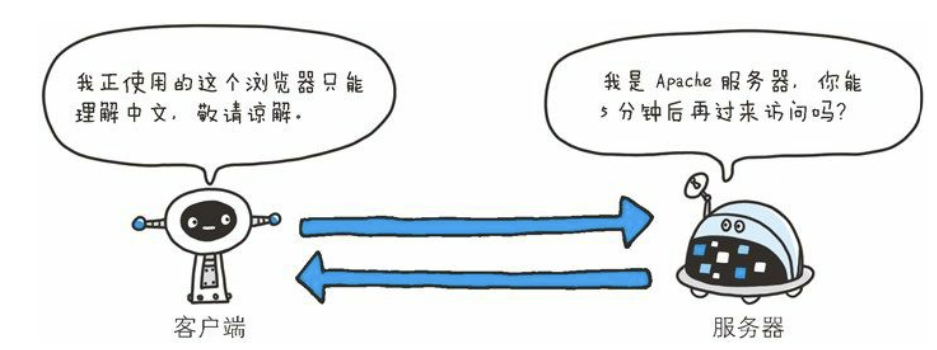 我正使用的这个浏览器只能
理解中文，敬请谅解。
我是 Apache 服务器，你能
5 分钟后再过来访问吗？
客户端
服务器